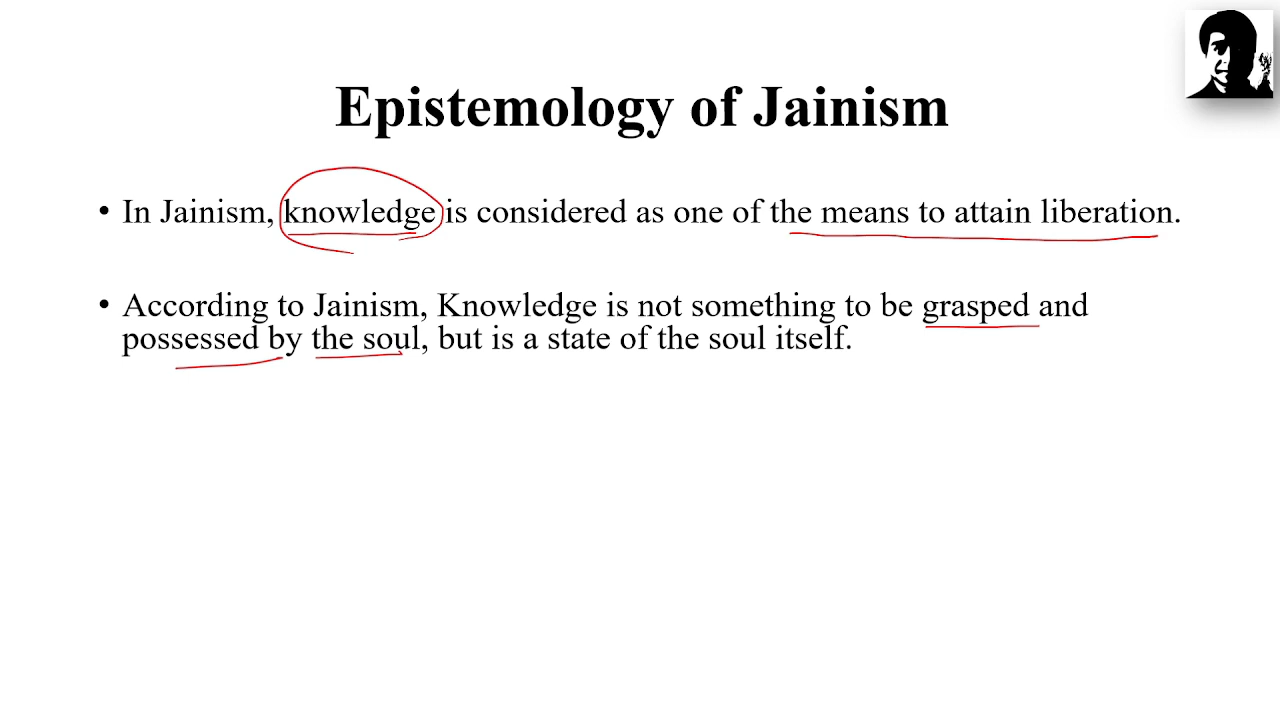 Epistemology of Jainism
• In Jainism, knowledge is considered as one of the means to attain liberation.
• According to Jainism, Knowledge is not something to be grasped and
possessed by the soul, but is a state of the soul itself.